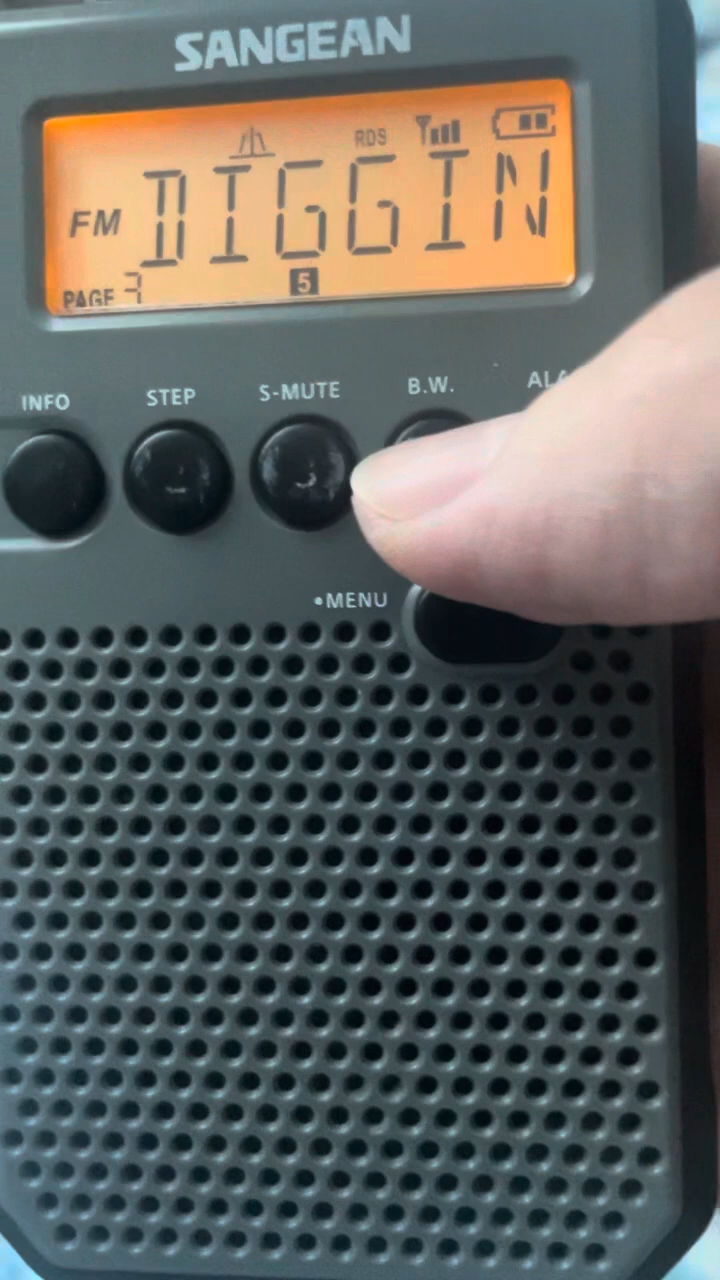 SANGEAN
RDS
FM DIGGIN
PAGE 3 5
INFO STEP S-MUTE B.W.
•MENU